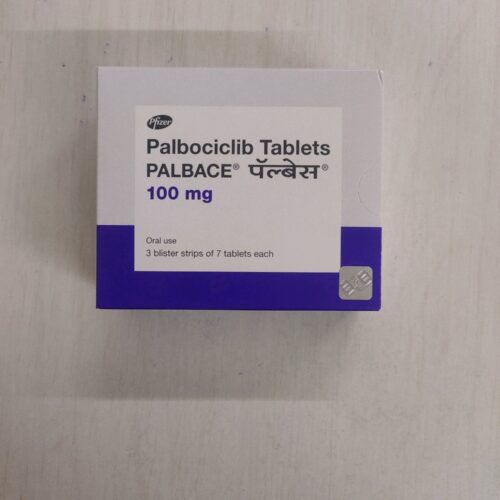 Pfizer
Palbociclib Tablets
PALBACE® पॅल्बेस®
100 mg
Oral use
3 blister strips of 7 tablets each